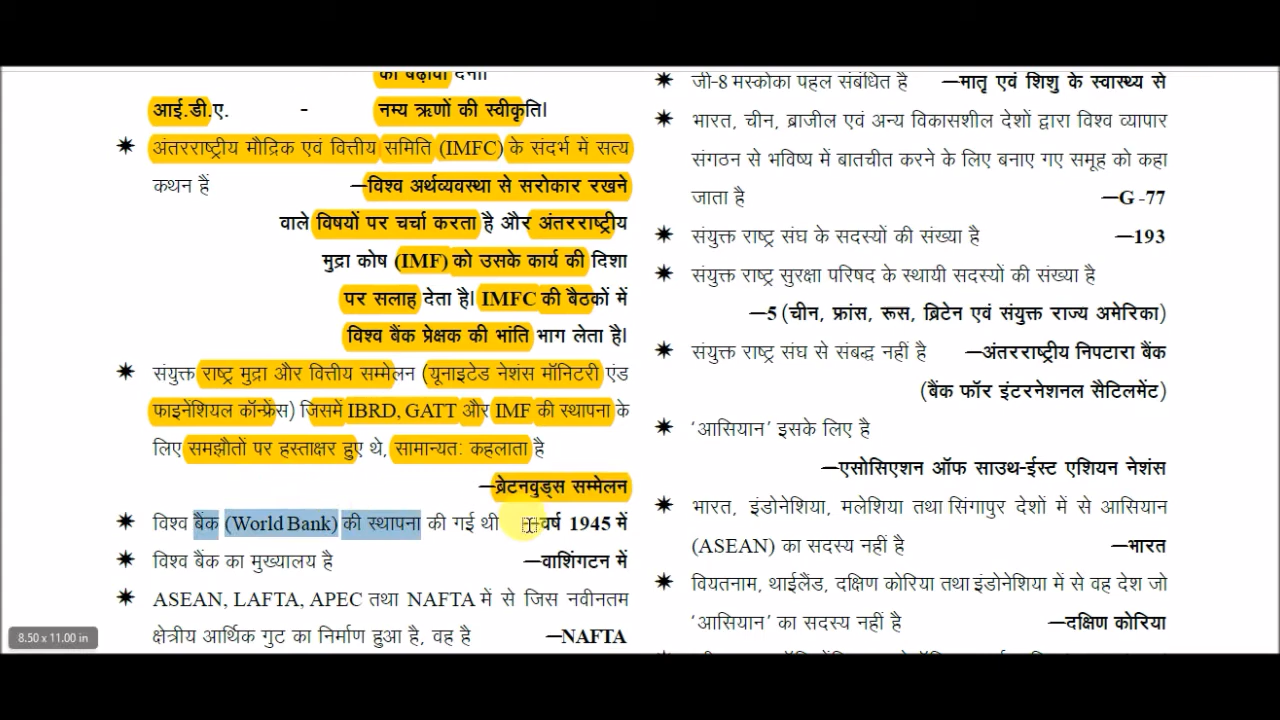 को बढ़ावा देना।
आई.डी.ए. - नम्य ऋणों की स्वीकृति।
✷ अंतरराष्ट्रीय मौद्रिक एवं वित्तीय समिति (IMFC) के संदर्भ में सत्य
कथन हैं —विश्व अर्थव्यवस्था से सरोकार रखने
वाले विषयों पर चर्चा करता है और अंतरराष्ट्रीय
मुद्रा कोष (IMF) को उसके कार्य की दिशा
पर सलाह देता है। IMFC की बैठकों में
विश्व बैंक प्रेक्षक की भांति भाग लेता है।
✷ संयुक्त राष्ट्र मुद्रा और वित्तीय सम्मेलन (यूनाइटेड नेशंस मॉनिटरी एंड
फाइनेंशियल कॉन्फ्रेंस) जिसमें IBRD, GATT और IMF की स्थापना के
लिए समझौतों पर हस्ताक्षर हुए थे, सामान्यतः कहलाता है
—ब्रेटनवुड्स सम्मेलन
✷ विश्व बैंक (World Bank) की स्थापना की गई थी —वर्ष 1945 में
✷ विश्व बैंक का मुख्यालय है —वाशिंगटन में
✷ ASEAN, LAFTA, APEC तथा NAFTA में से जिस नवीनतम
क्षेत्रीय आर्थिक गुट का निर्माण हुआ है, वह है —NAFTA
8.50 x 11.00 in
✷ जी-8 मस्कोका पहल संबंधित है —मातृ एवं शिशु के स्वास्थ्य से
✷ भारत, चीन, ब्राजील एवं अन्य विकासशील देशों द्वारा विश्व व्यापार
संगठन से भविष्य में बातचीत करने के लिए बनाए गए समूह को कहा
जाता है —G -77
✷ संयुक्त राष्ट्र संघ के सदस्यों की संख्या है —193
✷ संयुक्त राष्ट्र सुरक्षा परिषद के स्थायी सदस्यों की संख्या है
—5 (चीन, फ्रांस, रूस, ब्रिटेन एवं संयुक्त राज्य अमेरिका)
✷ संयुक्त राष्ट्र संघ से संबद्ध नहीं है —अंतरराष्ट्रीय निपटारा बैंक
(बैंक फॉर इंटरनेशनल सैटिलमेंट)
✷ ‘आसियान’ इसके लिए है
—एसोसिएशन ऑफ साउथ-ईस्ट एशियन नेशंस
✷ भारत, इंडोनेशिया, मलेशिया तथा सिंगापुर देशों में से आसियान
(ASEAN) का सदस्य नहीं है —भारत
✷ वियतनाम, थाईलैंड, दक्षिण कोरिया तथा इंडोनेशिया में से वह देश जो
‘आसियान’ का सदस्य नहीं है —दक्षिण कोरिया